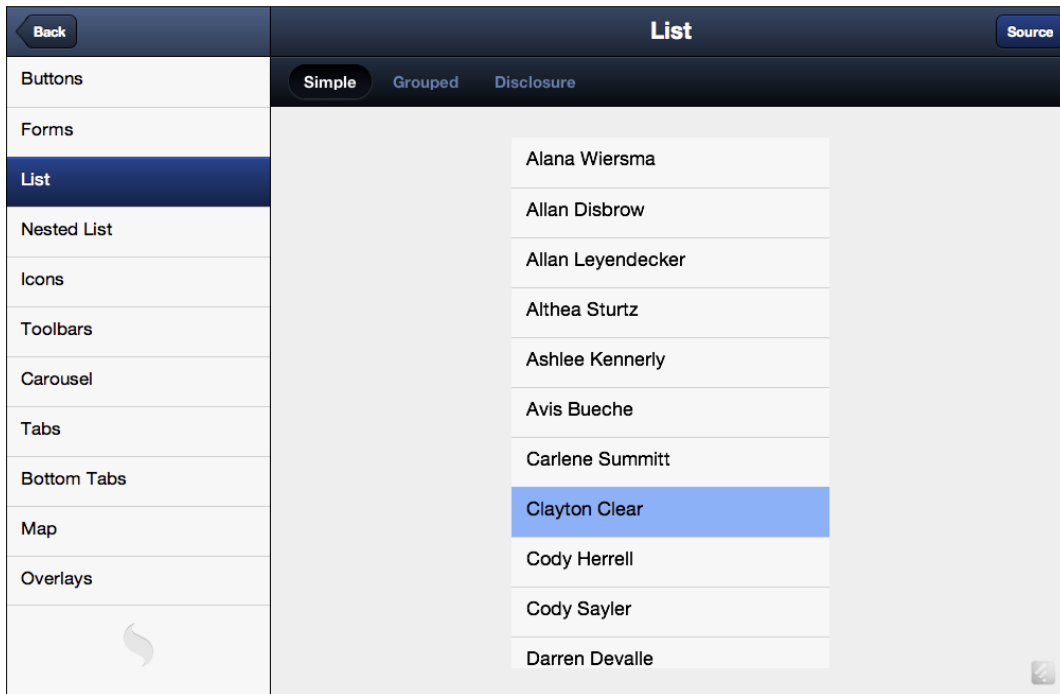 Back
List
Source
Simple Grouped Disclosure
Buttons
Forms
List
Nested List
Icons
Toolbars
Carousel
Tabs
Bottom Tabs
Map
Overlays
Alana Wiersma
Allan Disbrow
Allan Leyendecker
Althea Sturtz
Ashlee Kennerly
Avis Bueche
Carlene Summitt
Clayton Clear
Cody Herrell
Cody Sayler
Darren Devalle